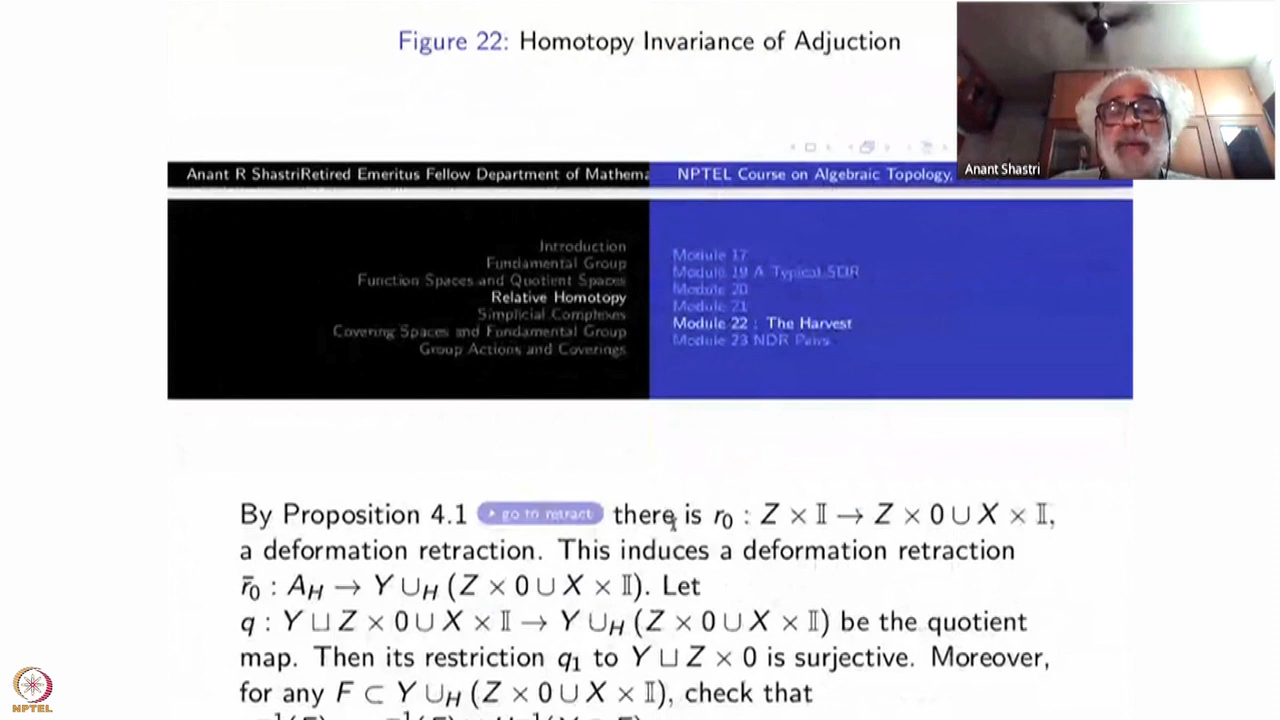 Figure 22: Homotopy Invariance of Adjuction
Anant Shastri
Anant R ShastriRetired Emeritus Fellow Department of Mathema
NPTEL Course on Algebraic Topology,
Introduction
Fundamental Group
Function Spaces and Quotient Spaces
Relative Homotopy
Simplicial Complexes
Covering Spaces and Fundamental Group
Group Actions and Coverings
Module 17
Module 19 A Typical SDR
Module 20
Module 21
Module 22 : The Harvest
Module 23 NDR Pairs
By Proposition 4.1 go to retract there is r₀ : Z × 𝕀 → Z × 0 ∪ X × 𝕀,
a deformation retraction. This induces a deformation retraction
r̄₀ : A_H → Y ∪_H (Z × 0 ∪ X × 𝕀). Let
q : Y ⊔ Z × 0 ∪ X × 𝕀 → Y ∪_H (Z × 0 ∪ X × 𝕀) be the quotient
map. Then its restriction q₁ to Y ⊔ Z × 0 is surjective. Moreover,
for any F ⊂ Y ∪_H (Z × 0 ∪ X × 𝕀), check that
NPTEL